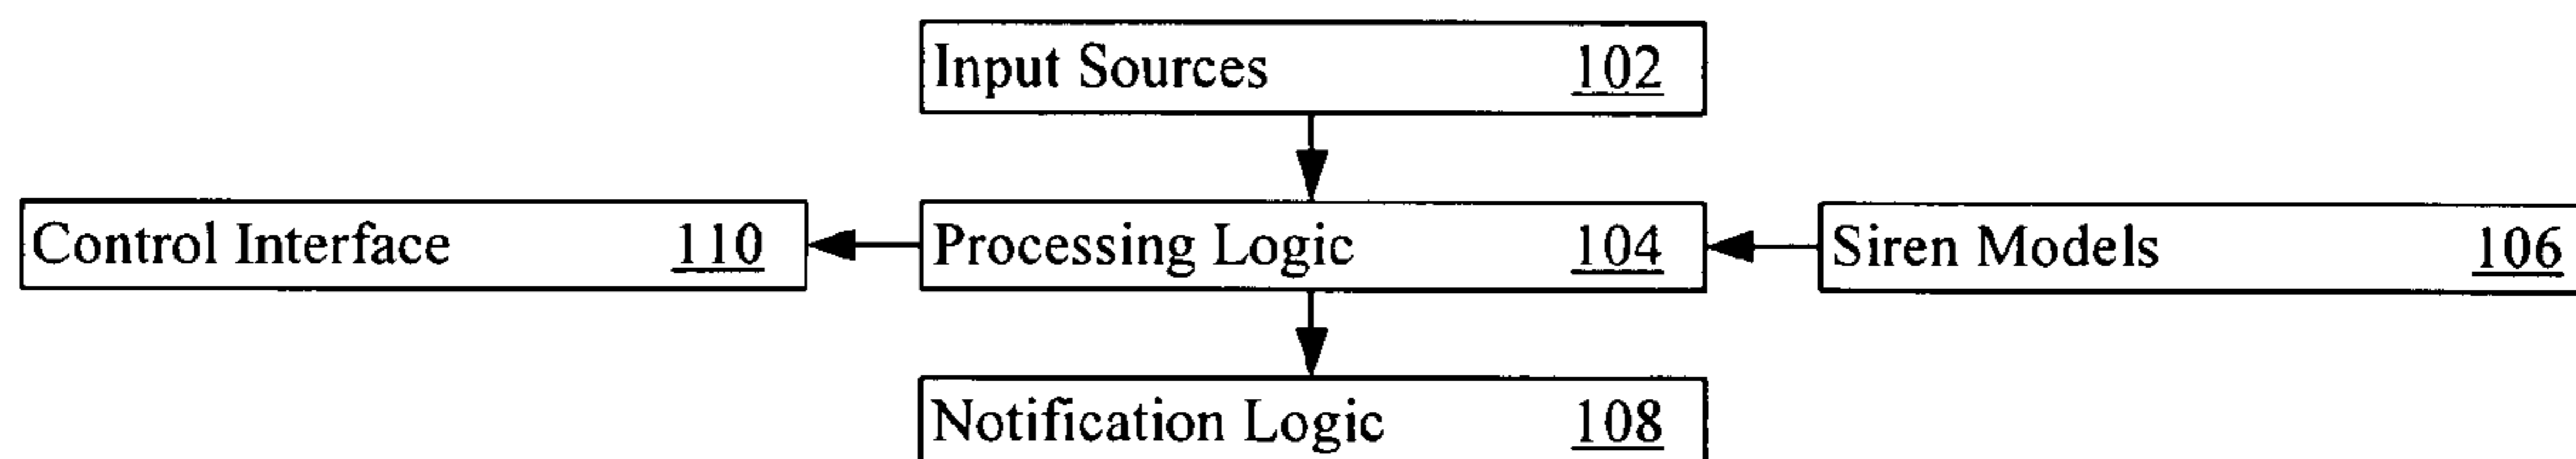 Input Sources 102
Control Interface 110
Processing Logic 104
Siren Models 106
Notification Logic 108